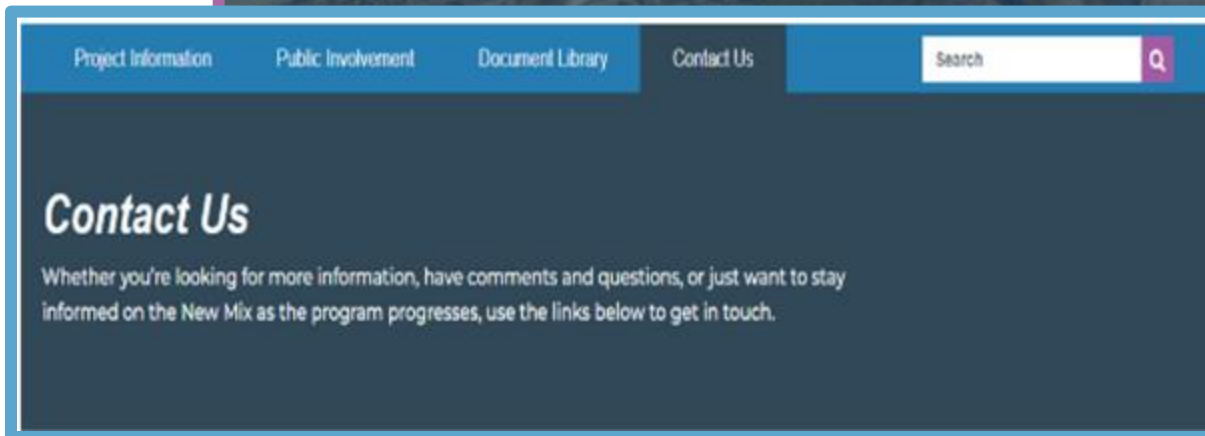 Project Information Public Involvement Document Library Contact Us Search
Contact Us
Whether you're looking for more information, have comments and questions, or just want to stay
informed on the New Mix as the program progresses, use the links below to get in touch.